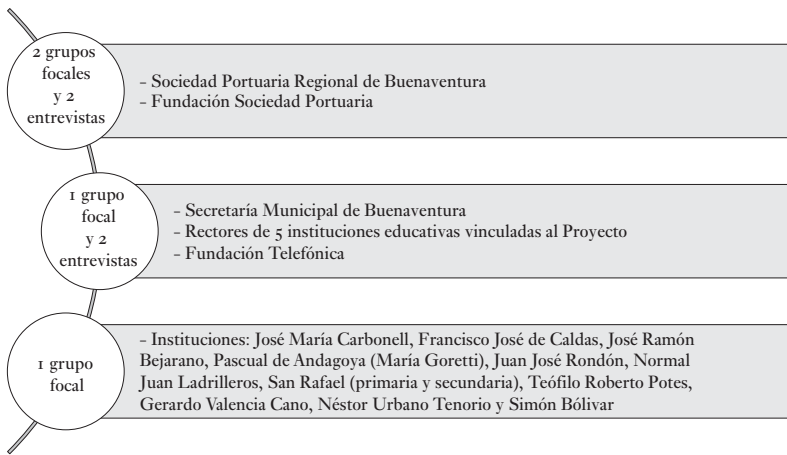 2 grupos
focales
y 2
entrevistas
- Sociedad Portuaria Regional de Buenaventura
- Fundación Sociedad Portuaria
1 grupo
focal
y 2
entrevistas
- Secretaría Municipal de Buenaventura
- Rectores de 5 instituciones educativas vinculadas al Proyecto
- Fundación Telefónica
1 grupo
focal
- Instituciones: José María Carbonell, Francisco José de Caldas, José Ramón
Bejarano, Pascual de Andagoya (María Goretti), Juan José Rondón, Normal
Juan Ladrilleros, San Rafael (primaria y secundaria), Teófilo Roberto Potes,
Gerardo Valencia Cano, Néstor Urbano Tenorio y Simón Bólivar